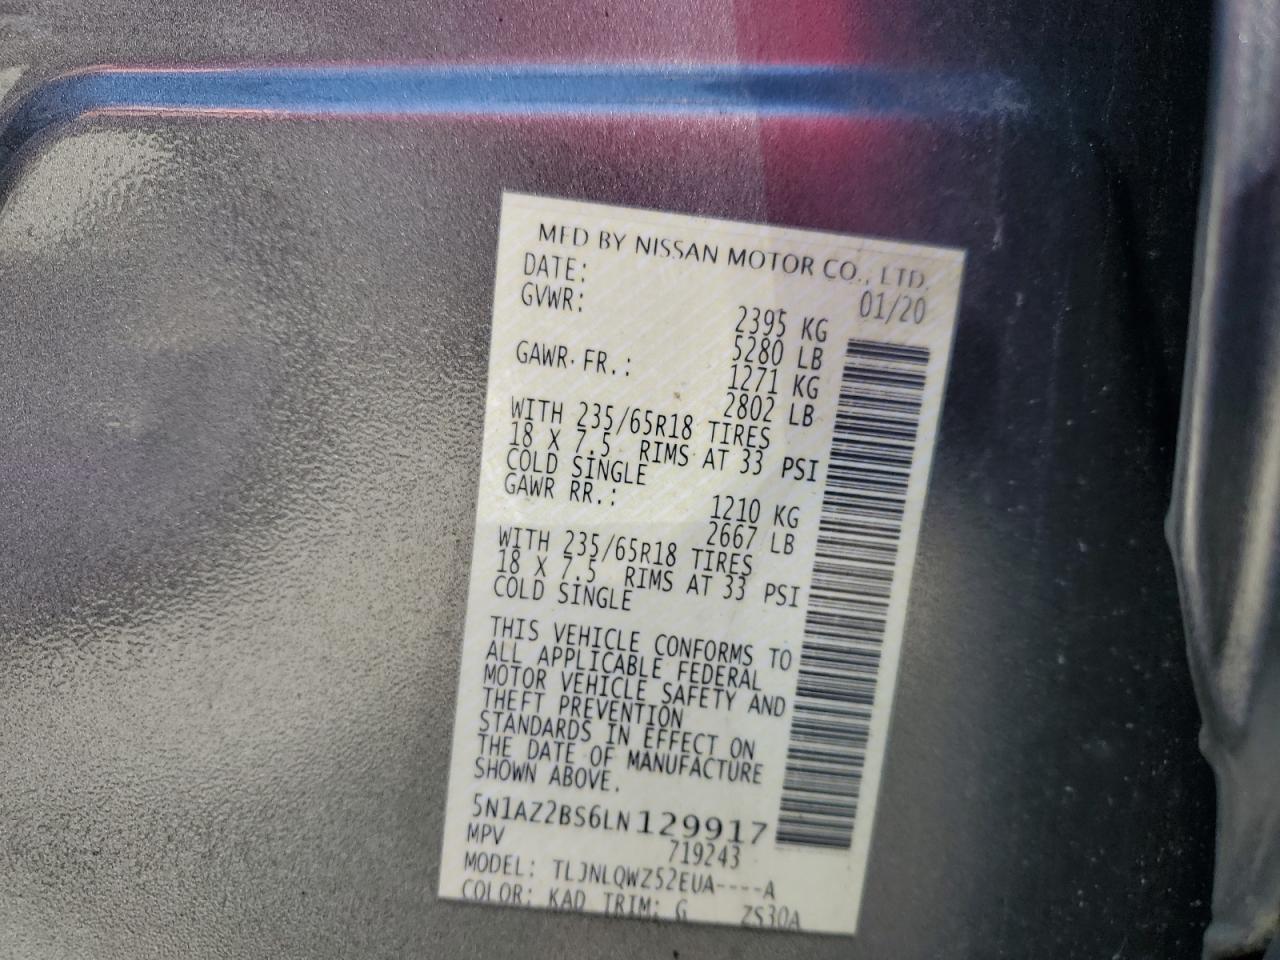 MFD BY NISSAN MOTOR CO., LTD.
DATE: 01/20
GVWR: 2395 KG
5280 LB
GAWR FR.: 1271 KG
2802 LB
WITH 235/65R18 TIRES
18 X 7.5 RIMS AT 33 PSI
COLD SINGLE
GAWR RR.: 1210 KG
2667 LB
WITH 235/65R18 TIRES
18 X 7.5 RIMS AT 33 PSI
COLD SINGLE
THIS VEHICLE CONFORMS TO
ALL APPLICABLE FEDERAL
MOTOR VEHICLE SAFETY AND
THEFT PREVENTION
STANDARDS IN EFFECT ON
THE DATE OF MANUFACTURE
SHOWN ABOVE.
5N1AZ2BS6LN129917
MPV 719243
MODEL: TLJNLQWZ52EUA----A
COLOR: KAD TRIM: G ZS30A